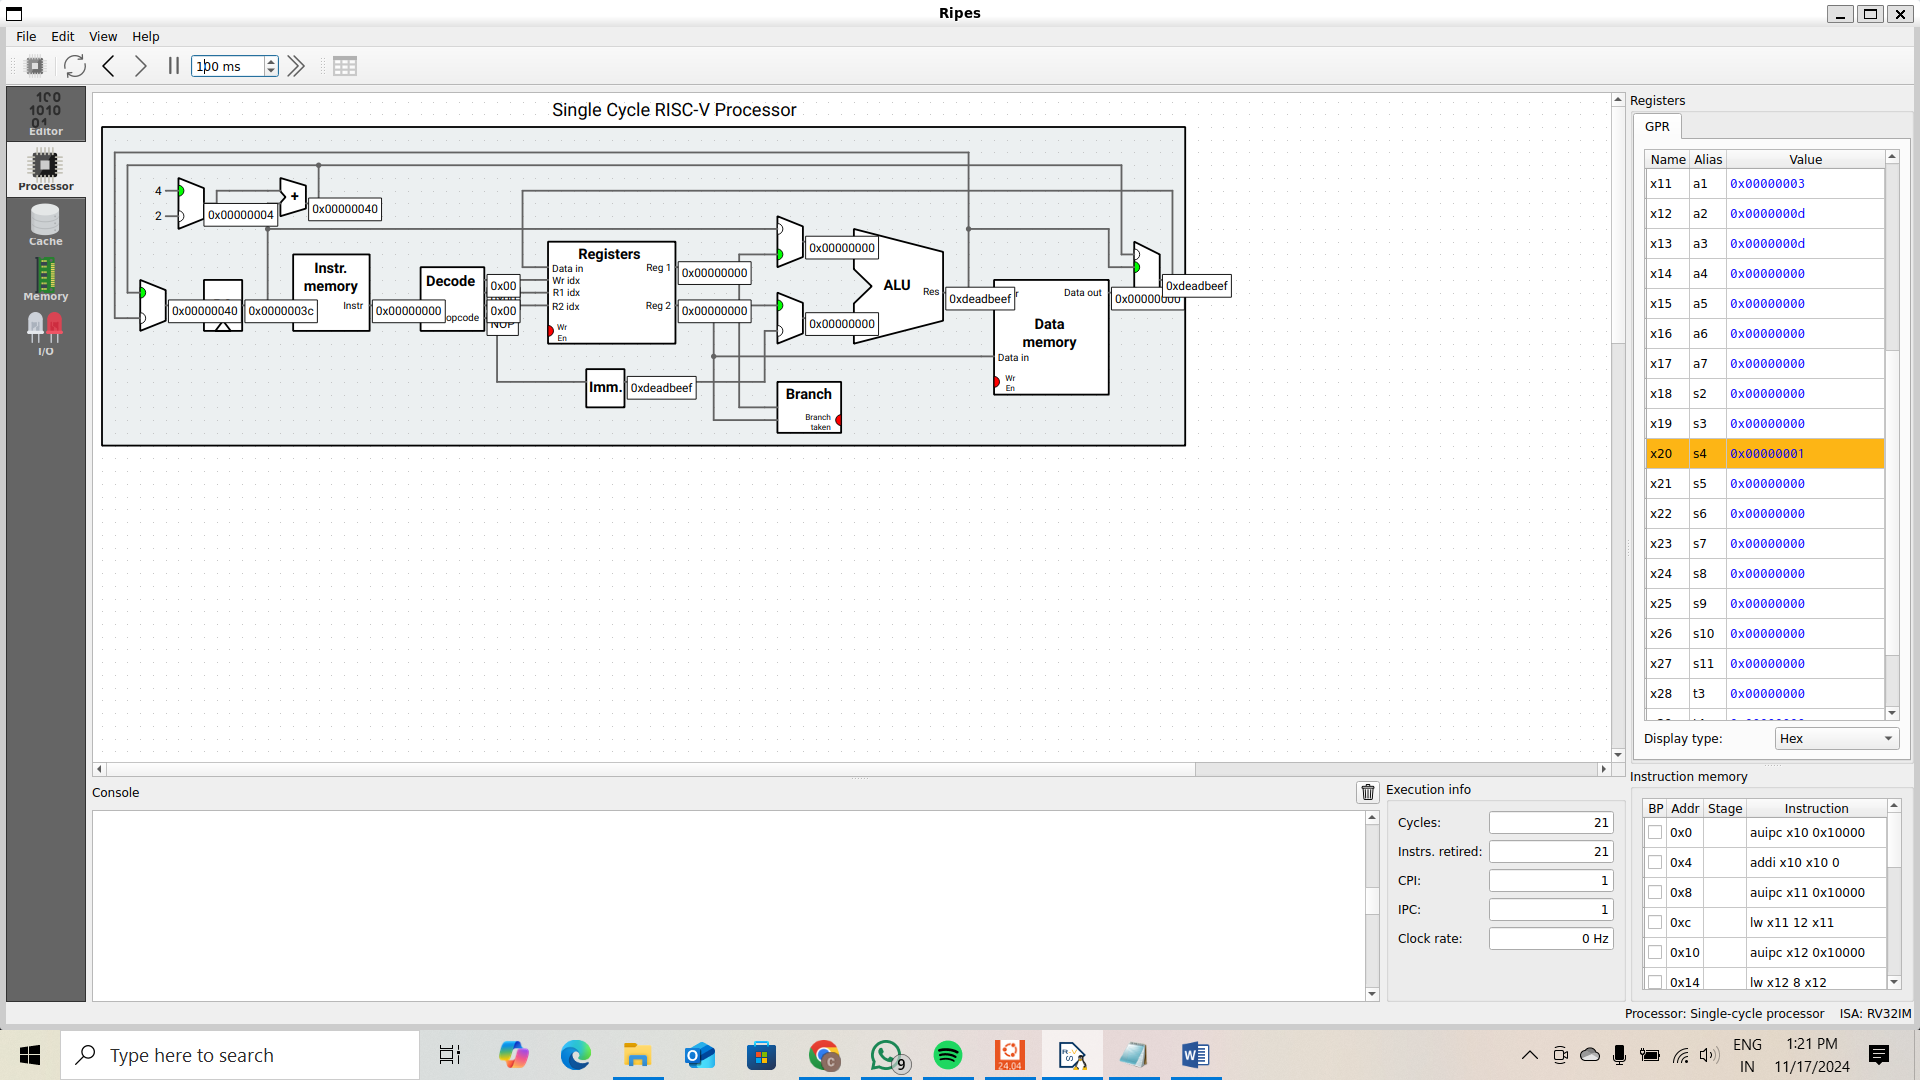 Ripes
File Edit View Help
100 ms
Editor
Processor
Cache
Memory
I/O
Single Cycle RISC-V Processor
4
2
0x00000004
+
0x00000040
0x00000040
0x0000003c
Instr.
memory
Instr
0x00000000
Decode
opcode
0x00
0x00
NOP
Registers
Data in
Wr idx
R1 idx
R2 idx
Wr
En
Reg 1
Reg 2
0x00000000
0x00000000
Imm.
0xdeadbeef
0x00000000
0x00000000
ALU
Res
0xdeadbeef
Branch
Branch
taken
r
Data out
Data
memory
Data in
Wr
En
0x00000000
0xdeadbeef
Registers
GPR
Name Alias Value
x11 a1 0x00000003
x12 a2 0x0000000d
x13 a3 0x0000000d
x14 a4 0x00000000
x15 a5 0x00000000
x16 a6 0x00000000
x17 a7 0x00000000
x18 s2 0x00000000
x19 s3 0x00000000
x20 s4 0x00000001
x21 s5 0x00000000
x22 s6 0x00000000
x23 s7 0x00000000
x24 s8 0x00000000
x25 s9 0x00000000
x26 s10 0x00000000
x27 s11 0x00000000
x28 t3 0x00000000
Display type: Hex
Console
Execution info
Cycles: 21
Instrs. retired: 21
CPI: 1
IPC: 1
Clock rate: 0 Hz
Instruction memory
BP Addr Stage Instruction
0x0 auipc x10 0x10000
0x4 addi x10 x10 0
0x8 auipc x11 0x10000
0xc lw x11 12 x11
0x10 auipc x12 0x10000
0x14 lw x12 8 x12
Processor: Single-cycle processor ISA: RV32IM
Type here to search
9
24.04
ENG
IN
1:21 PM
11/17/2024